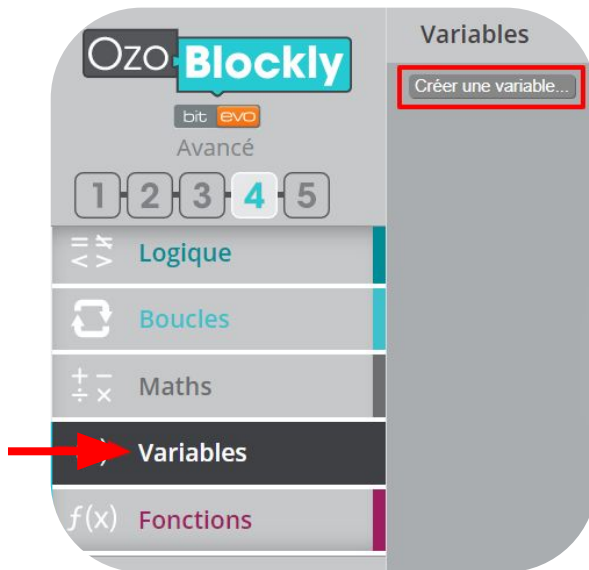 Ozo Blockly
bit evo
Avancé
1 2 3 4 5
Logique
Boucles
Maths
Variables
f(x) Fonctions
Variables
Créer une variable...